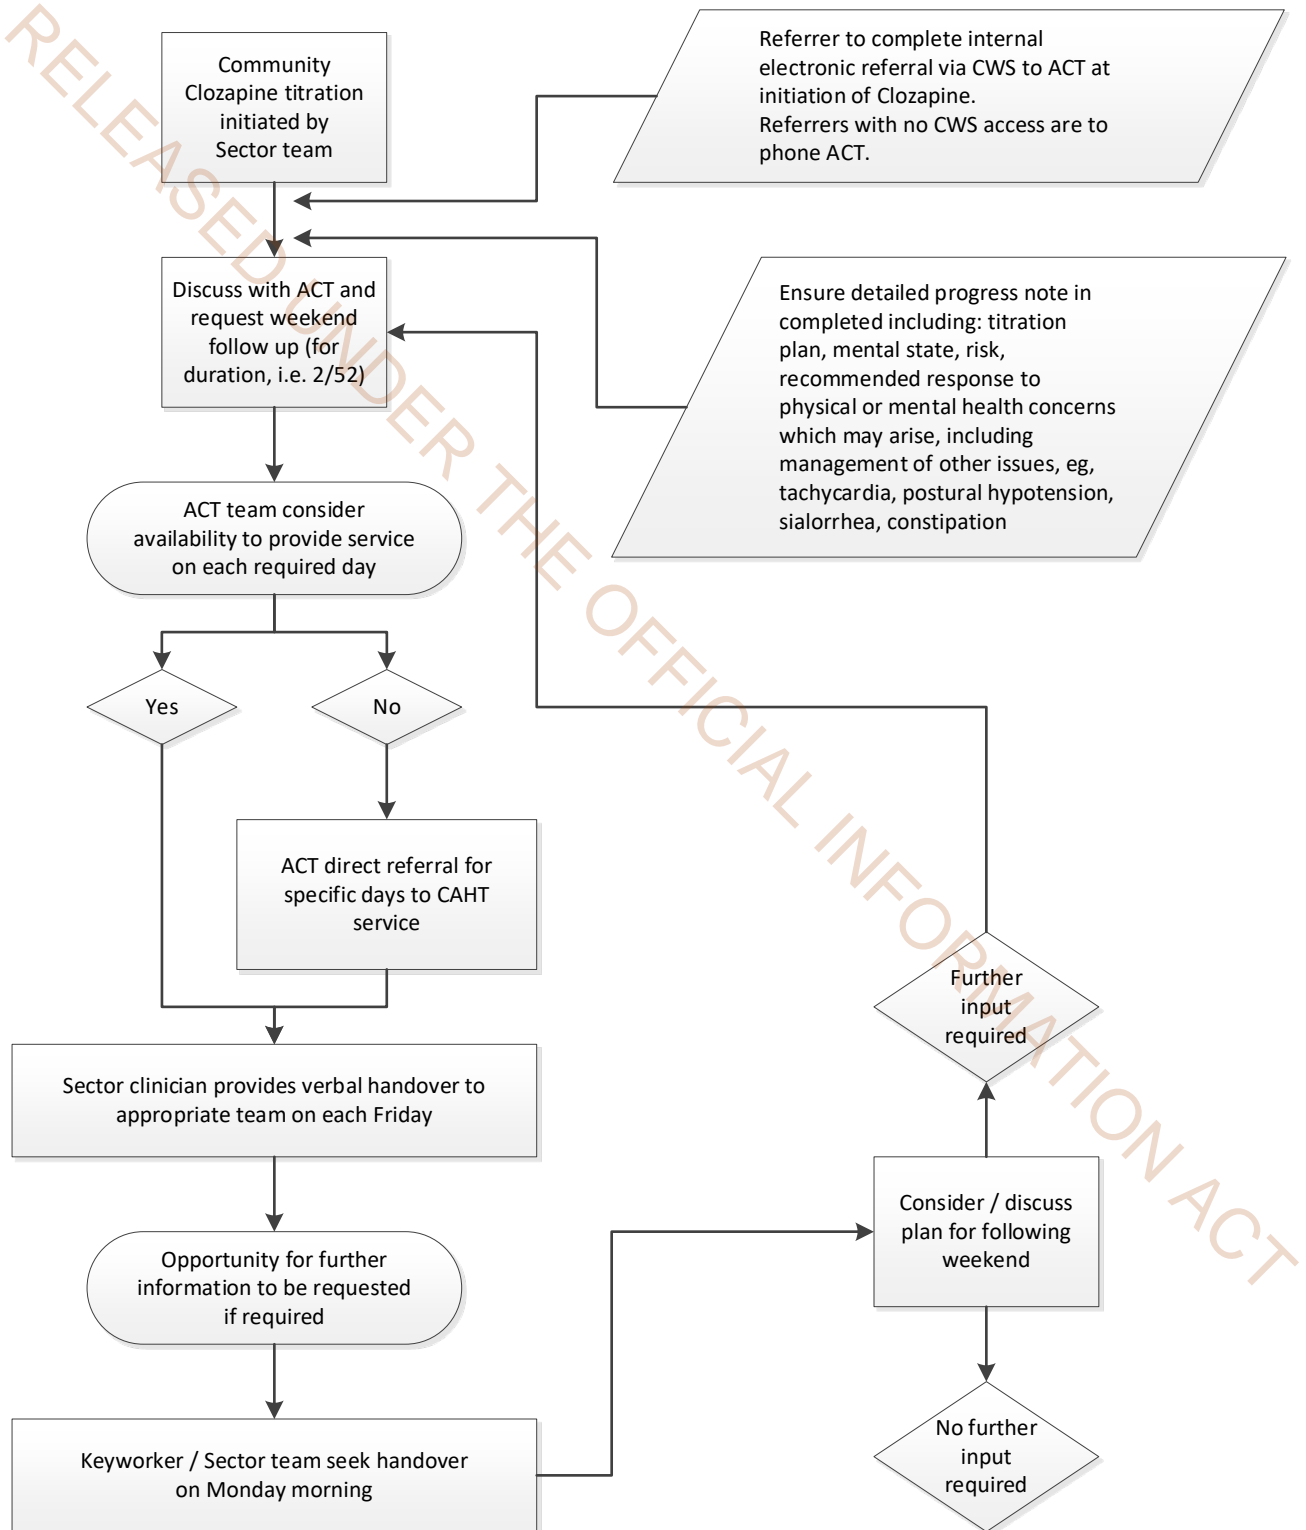 Community
Clozapine titration
initiated by
Sector team
Referrer to complete internal
electronic referral via CWS to ACT at
initiation of Clozapine.
Referrers with no CWS access are to
phone ACT.
Discuss with ACT and
request weekend
follow up (for
duration, i.e. 2/52)
Ensure detailed progress note in
completed including: titration
plan, mental state, risk,
recommended response to
physical or mental health concerns
which may arise, including
management of other issues, eg,
tachycardia, postural hypotension,
sialorrhea, constipation
ACT team consider
availability to provide service
on each required day
Yes
No
ACT direct referral for
specific days to CAHT
service
Sector clinician provides verbal handover to
appropriate team on each Friday
Opportunity for further
information to be requested
if required
Keyworker / Sector team seek handover
on Monday morning
Consider / discuss
plan for following
weekend
Further
input
required
No further
input
required
RELEASED UNDER THE OFFICIAL INFORMATION ACT